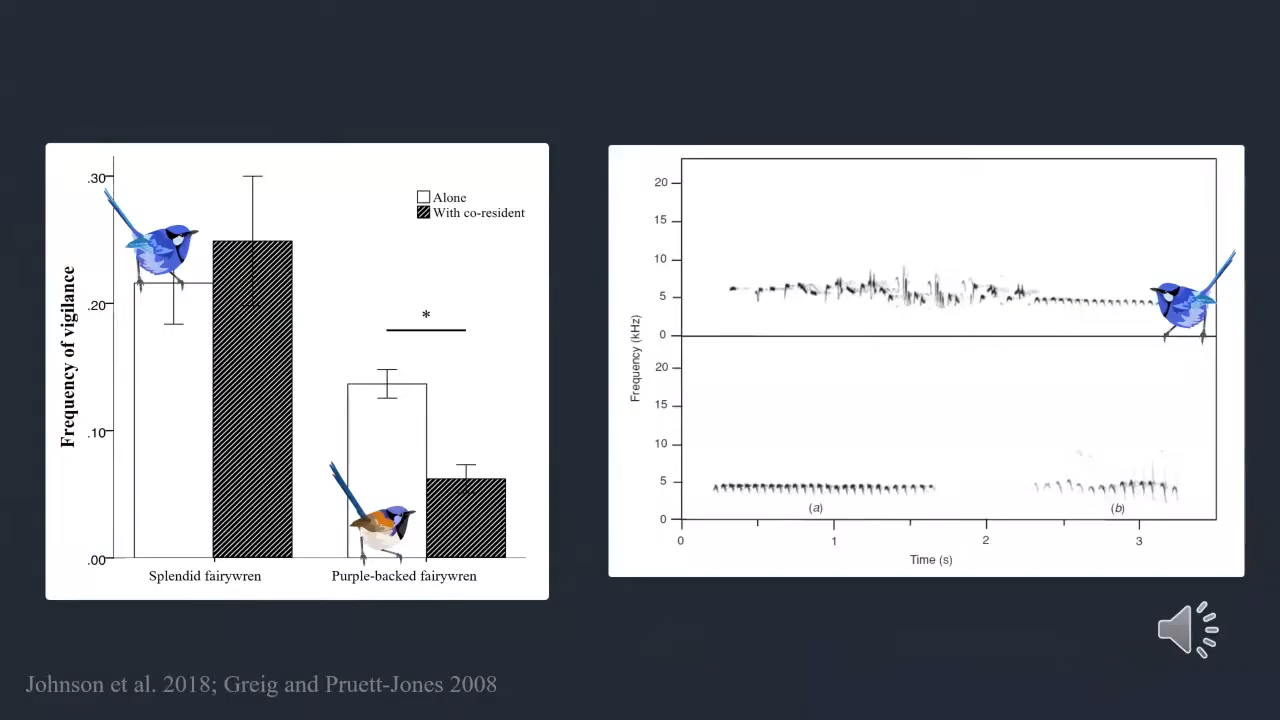 .30
.20
.10
.00
Frequency of vigilance
Alone
With co-resident
*
Splendid fairywren
Purple-backed fairywren
20
15
10
5
0
20
15
10
5
0
Frequency (kHz)
(a)
(b)
0
1
2
3
Time (s)
Johnson et al. 2018; Greig and Pruett-Jones 2008